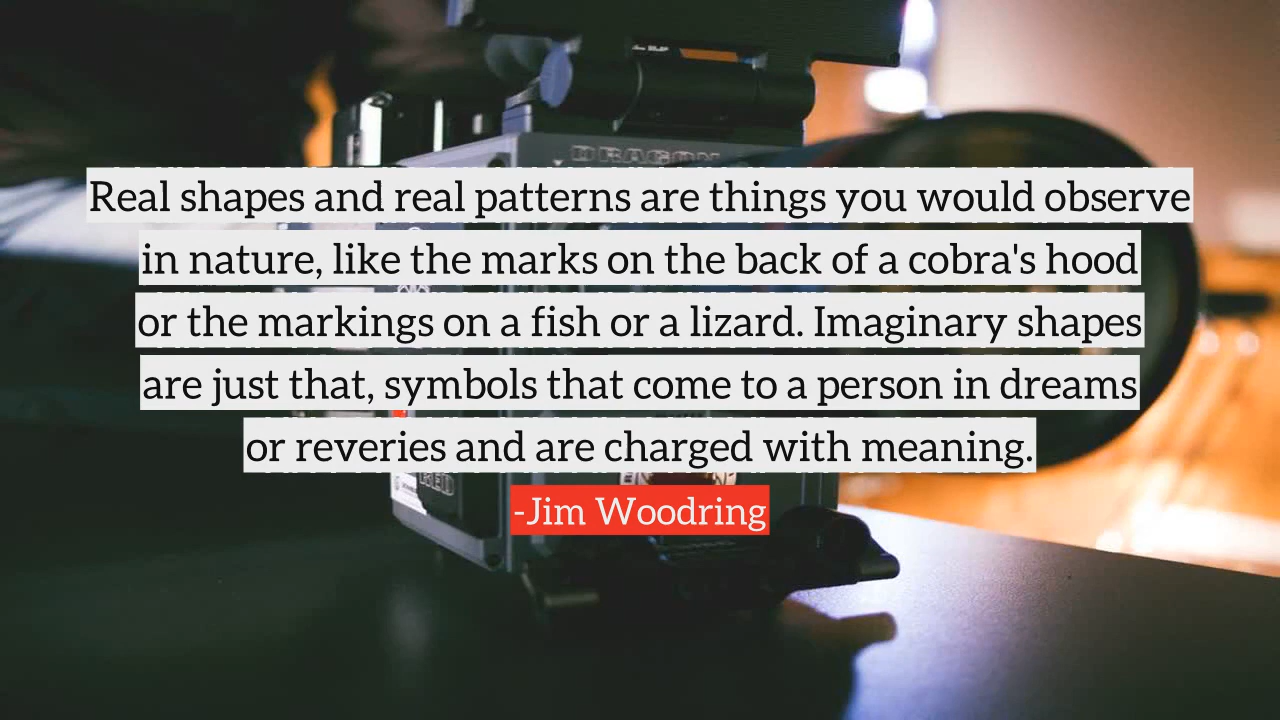 DRAGON
Real shapes and real patterns are things you would observe
in nature, like the marks on the back of a cobra's hood
or the markings on a fish or a lizard. Imaginary shapes
are just that, symbols that come to a person in dreams
or reveries and are charged with meaning.
RED
-Jim Woodring